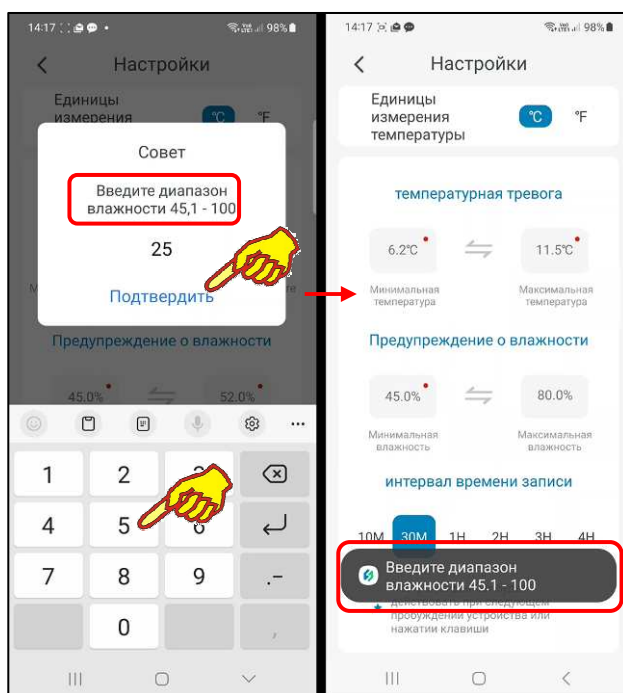 14:17
98%
Настройки
Единицы
измерения
°C °F
Совет
Введите диапазон
влажности 45,1 - 100
25
Подтвердить
Предупреждение о влажности
45.0% 52.0%
1 2
4 5 6
7 8 9 .-
0 ,
14:17
98%
Настройки
Единицы
измерения
температуры
°C °F
температурная тревога
6.2°C 11.5°C
Минимальная Максимальная
температура температура
Предупреждение о влажности
45.0% 80.0%
Минимальная Максимальная
влажность влажность
интервал времени записи
10M 30M 1H 2H 3H 4H
Введите диапазон
влажности 45.1 - 100
действовать при следующем
пробуждении устройства или
нажатии клавиши